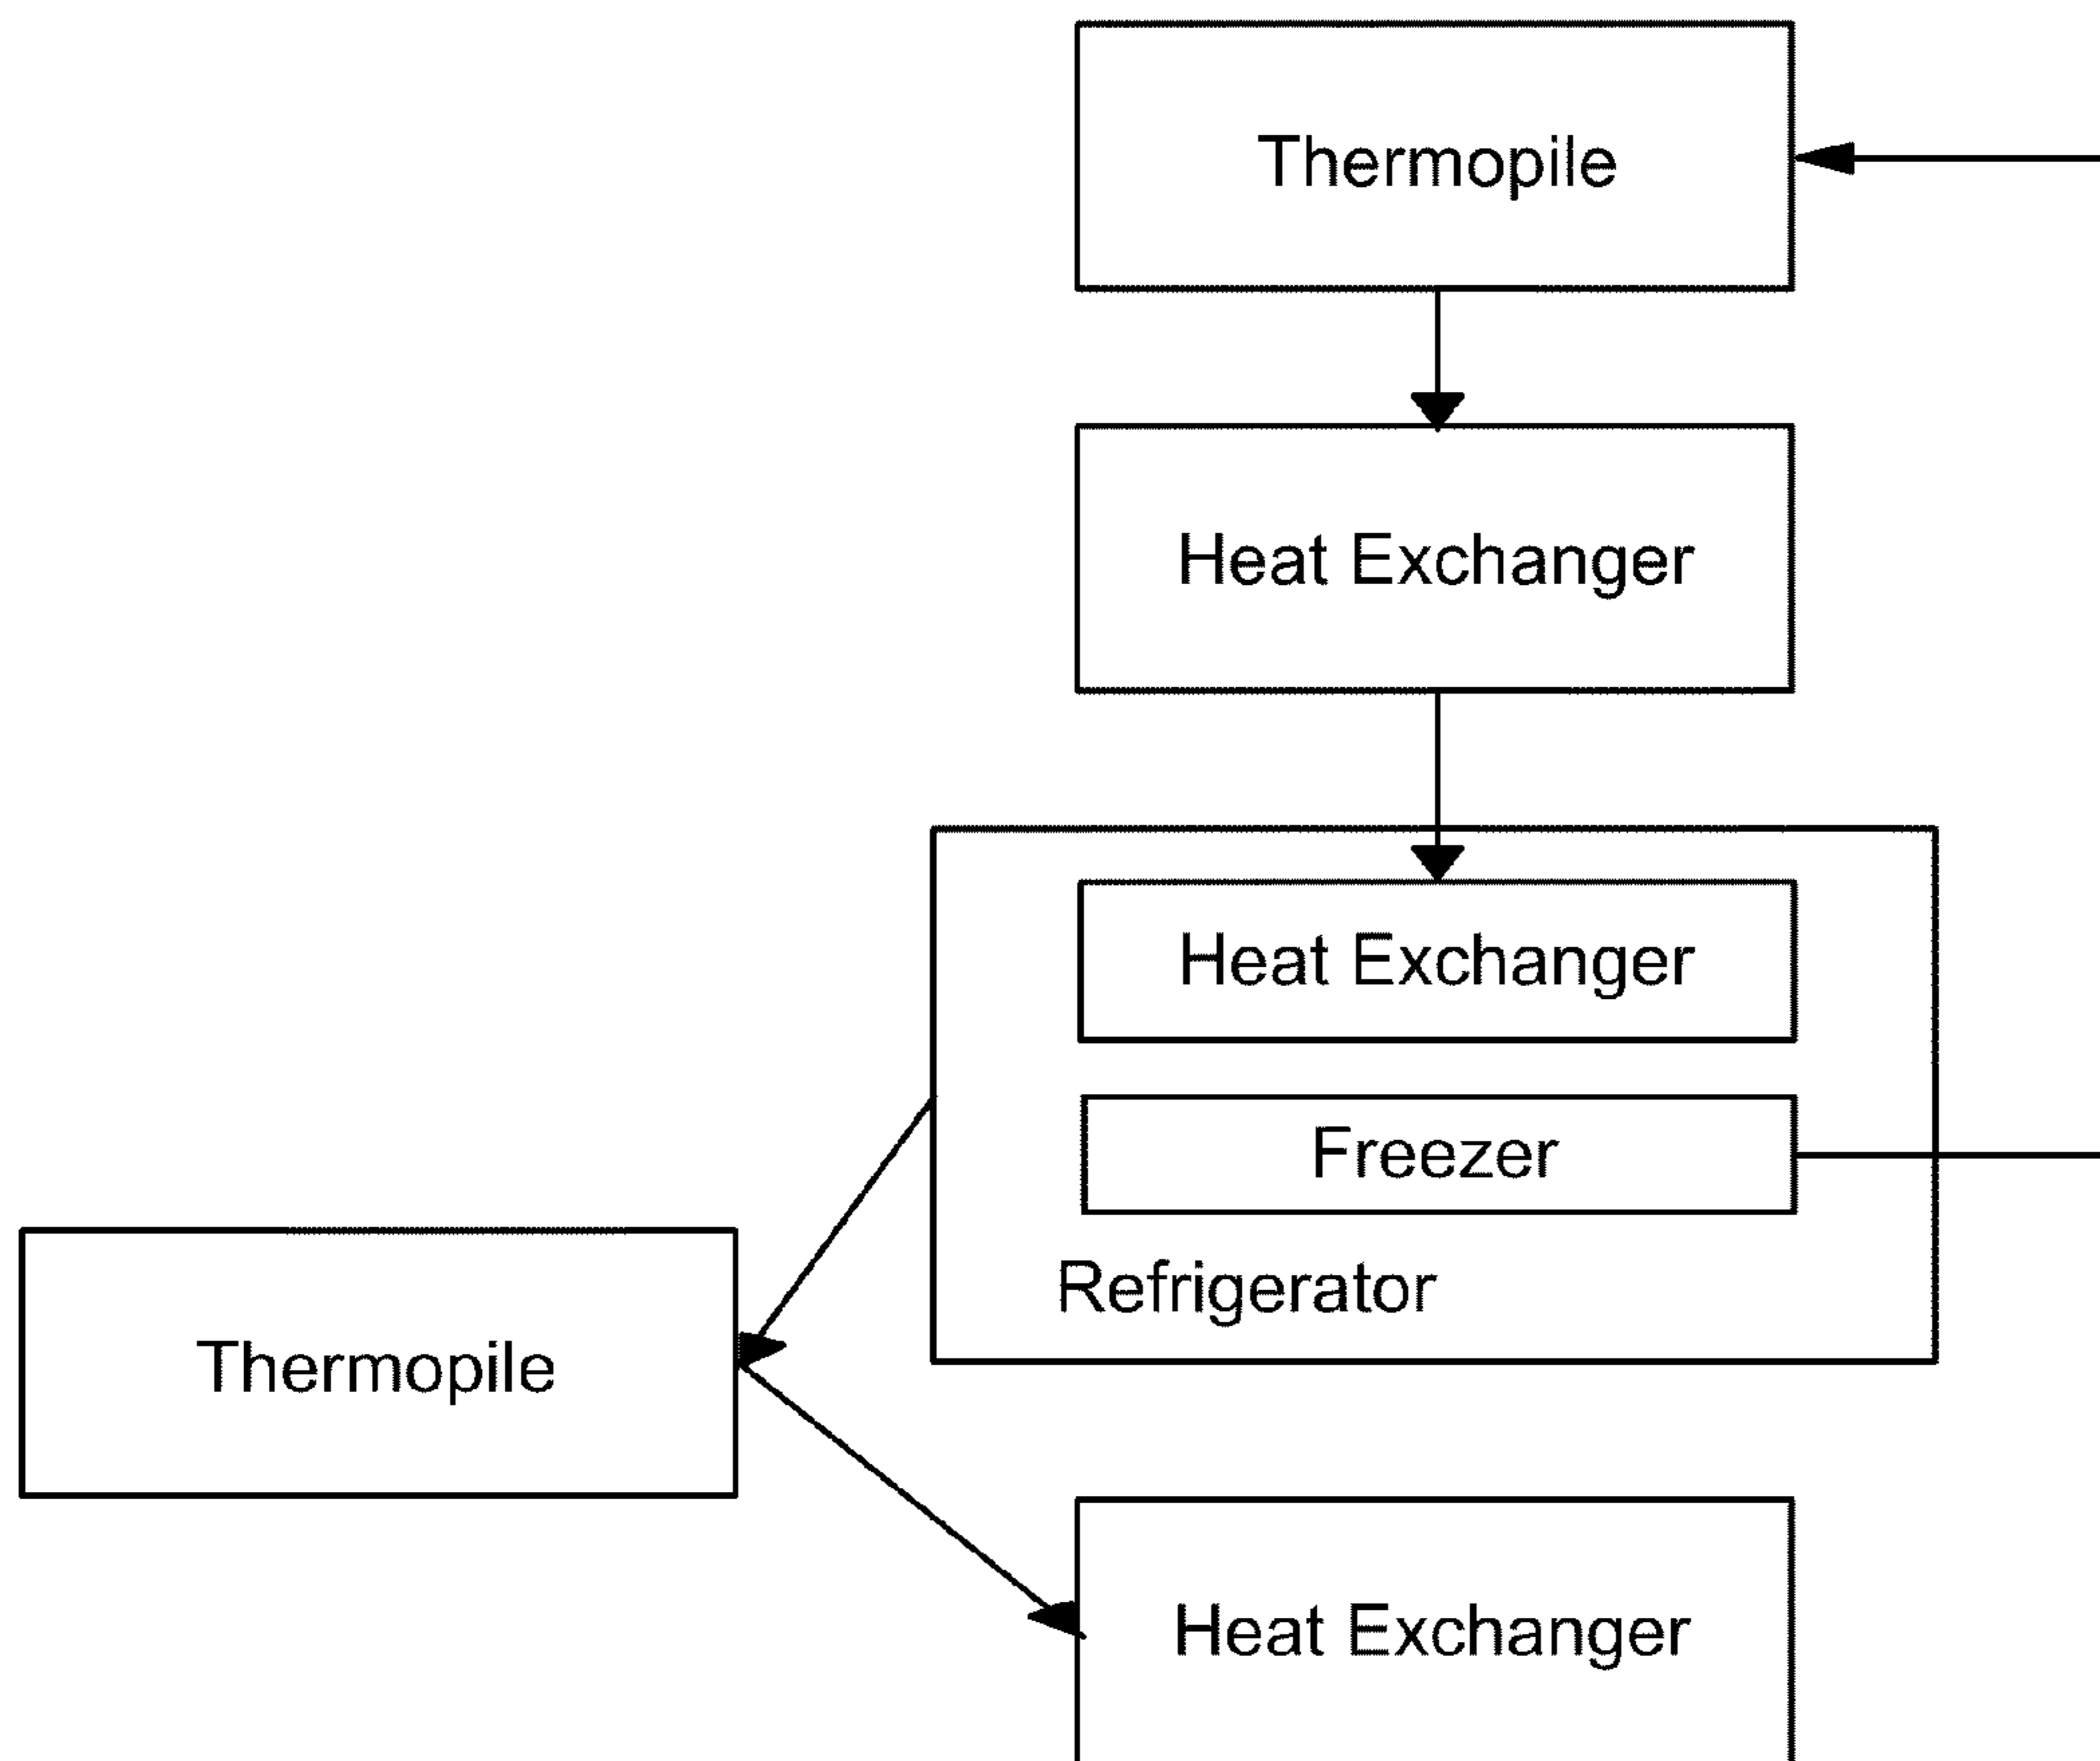 Thermopile
Heat Exchanger
Heat Exchanger
Freezer
Refrigerator
Thermopile
Heat Exchanger